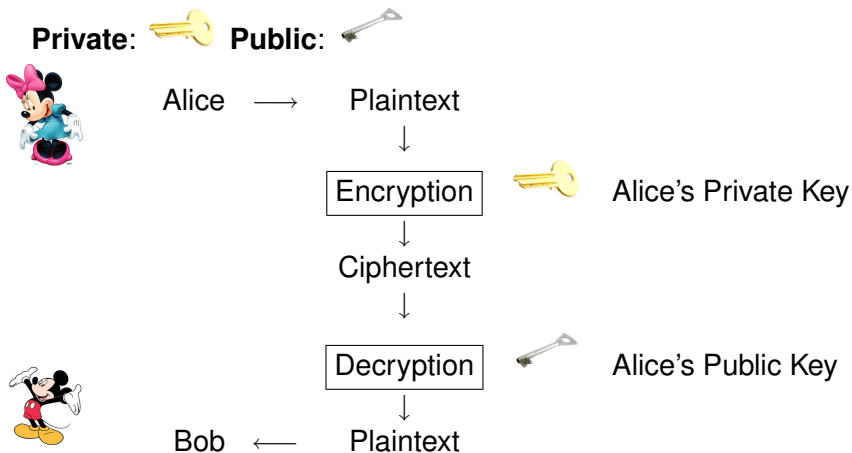 Private: Public:
Alice → Plaintext
↓
Encryption Alice's Private Key
↓
Ciphertext
↓
Decryption Alice's Public Key
↓
Bob ← Plaintext